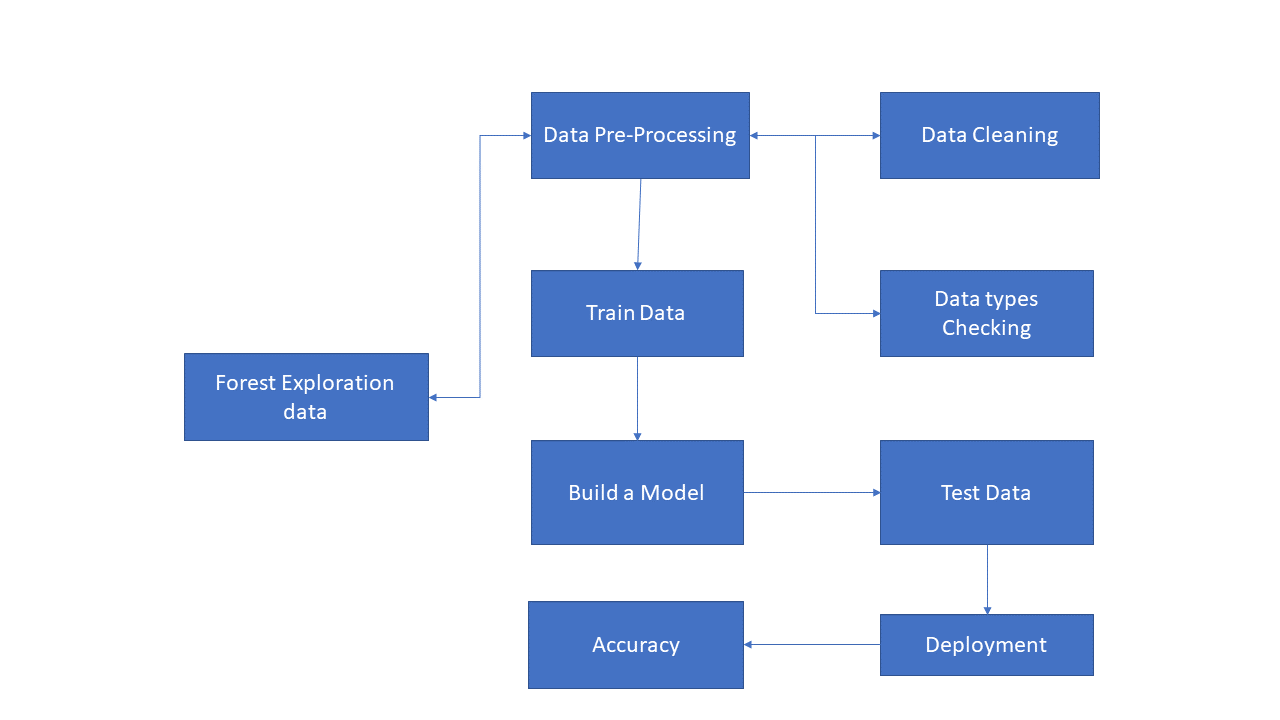 Data Pre-Processing
Data Cleaning
Train Data
Data types
Checking
Forest Exploration
data
Build a Model
Test Data
Accuracy
Deployment